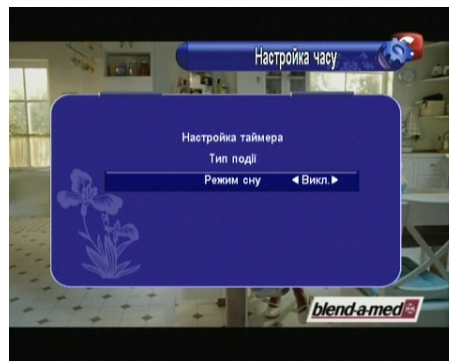 Настройка часу
Настройка таймера
Тип події
Режим сну ◀Викл.▶
blend-a-med